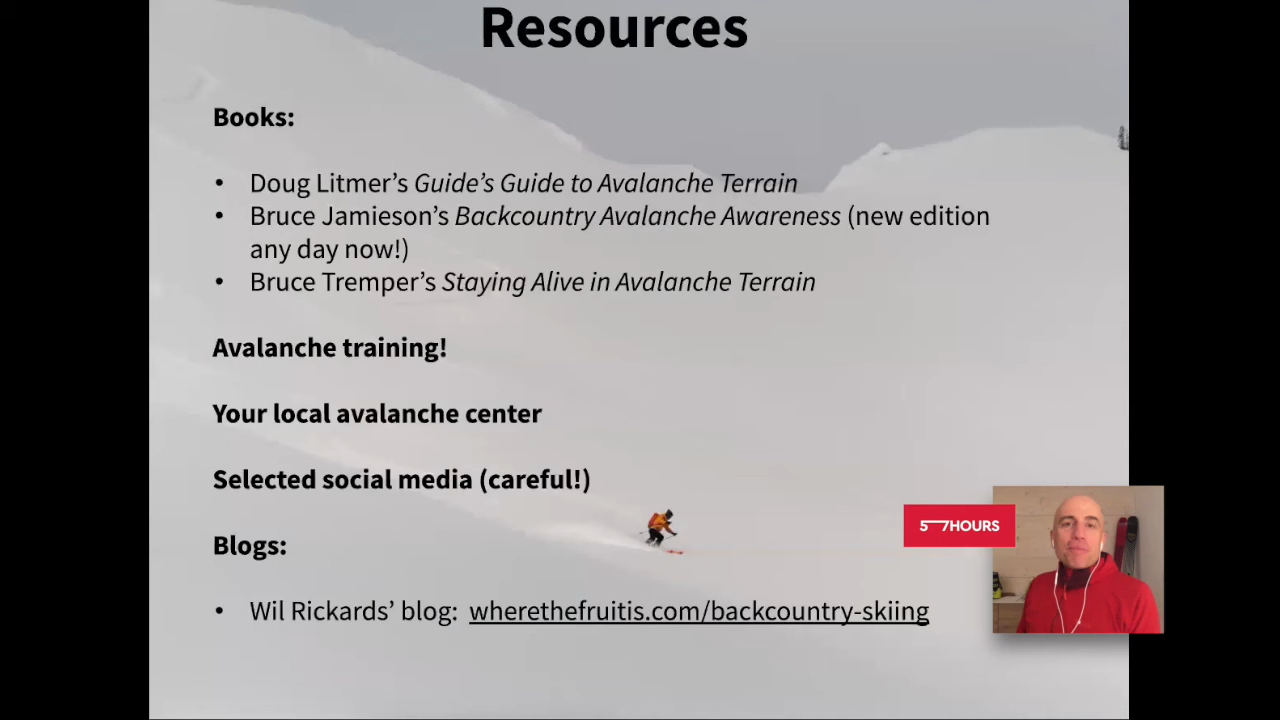 Resources
Books:
• Doug Litmer’s Guide’s Guide to Avalanche Terrain
• Bruce Jamieson’s Backcountry Avalanche Awareness (new edition
any day now!)
• Bruce Tremper’s Staying Alive in Avalanche Terrain
Avalanche training!
Your local avalanche center
Selected social media (careful!)
57HOURS
Blogs:
• Wil Rickards’ blog: wherethefruitis.com/backcountry-skiing